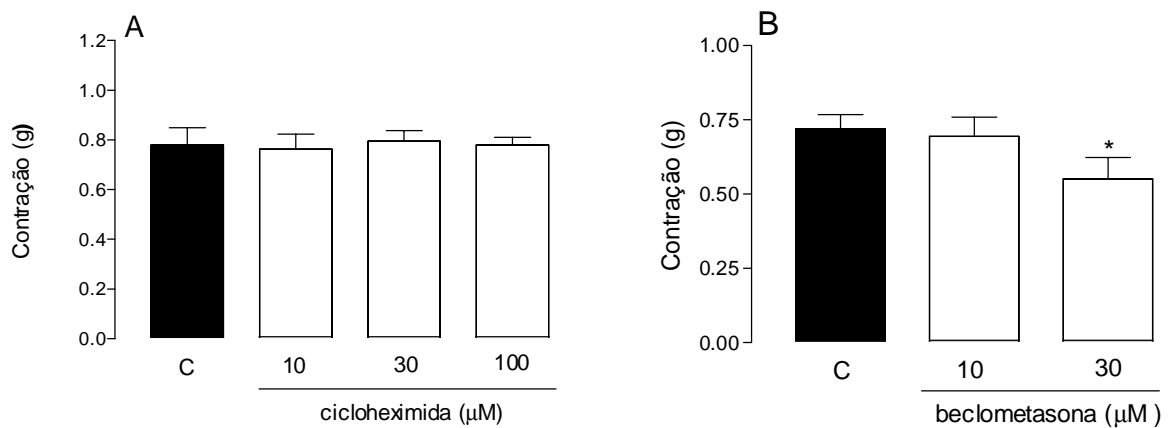 A
Contração (g)
1.2
1.0
0.8
0.6
0.4
0.2
0.0
C
10
30
100
cicloheximida (μM)
B
Contração (g)
1.00
0.75
0.50
0.25
0.00
*
C
10
30
beclometasona (μM )